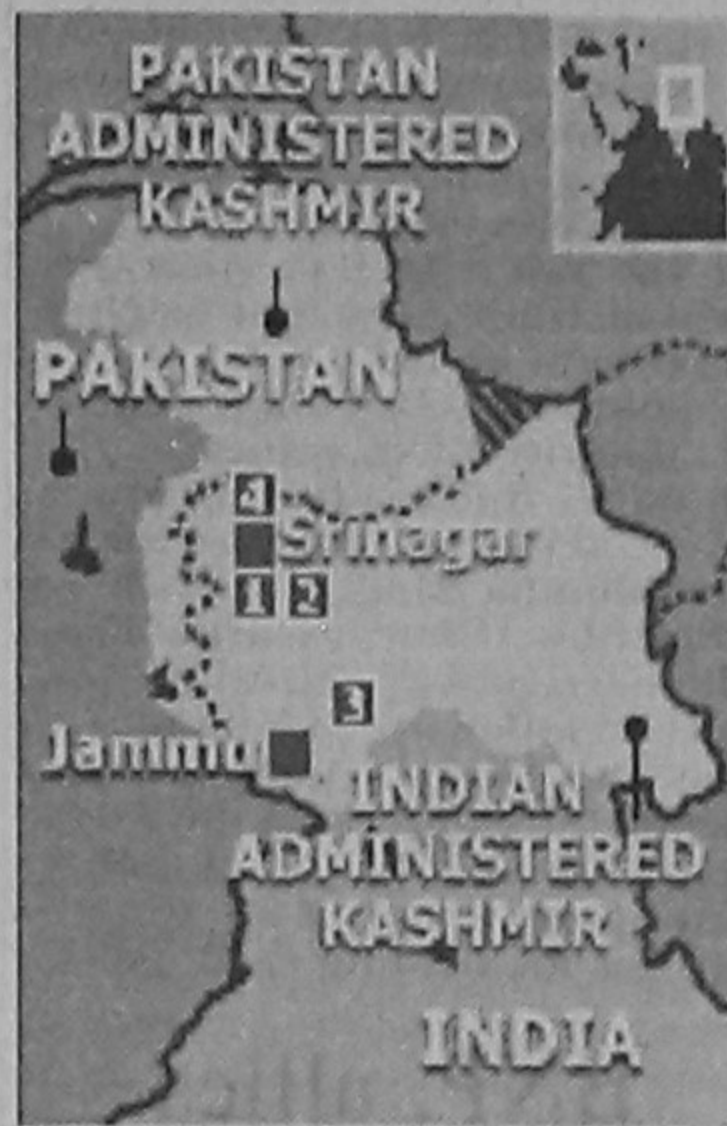 PAKISTAN
ADMINISTERED
KASHMIR
PAKISTAN
4
Srinagar
1 2
3
Jammu
INDIAN
ADMINISTERED
KASHMIR
INDIA